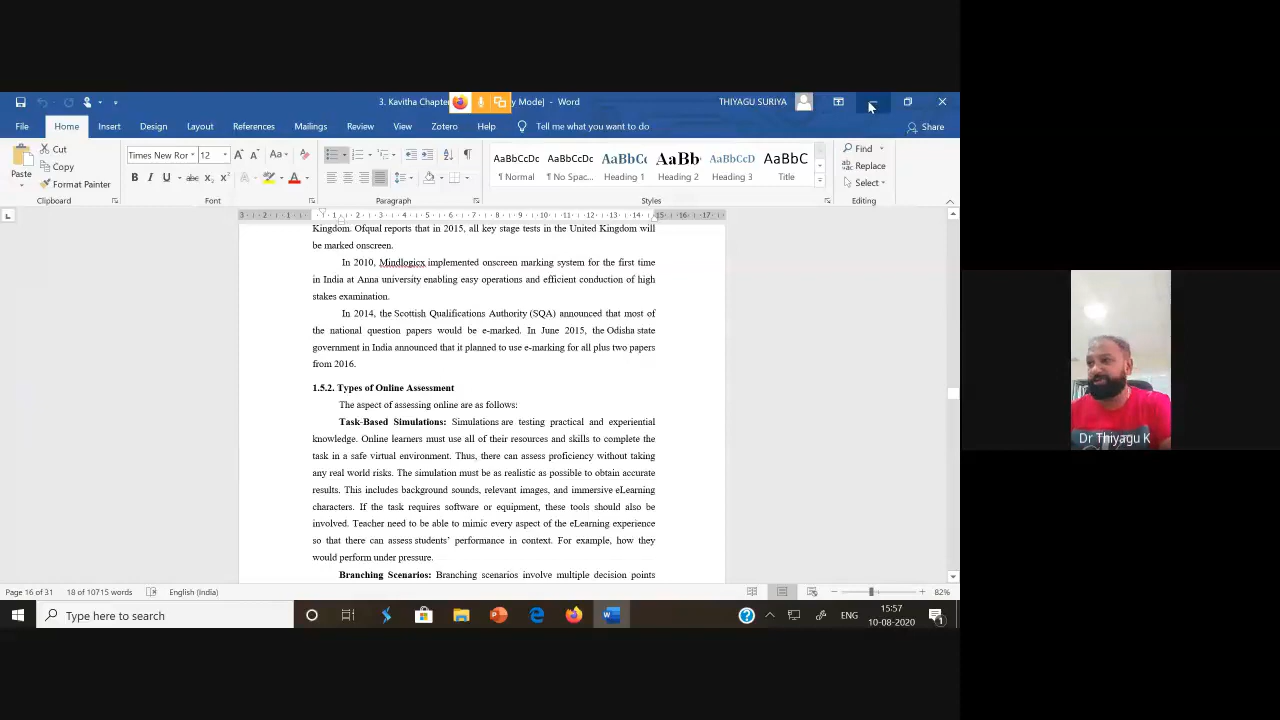 3. Kavitha Chapter
y Mode) - Word
THIYAGU SURIYA
File Home Insert Design Layout References Mailings Review View Zotero Help Tell me what you want to do Share
Paste
Cut
Copy
Format Painter
Clipboard
Times New Ror 12
B I U abc X₂ X²
Font
Paragraph
AaBbCcDc AaBbCcDc AaBbCc AaBb AaBbCcD AaBbC
¶ Normal ¶ No Spac... Heading 1 Heading 2 Heading 3 Title
Styles
Find
Replace
Select
Editing
Kingdom. Ofqual reports that in 2015, all key stage tests in the United Kingdom will
be marked onscreen.
In 2010, Mindlogicx implemented onscreen marking system for the first time
in India at Anna university enabling easy operations and efficient conduction of high
stakes examination.
In 2014, the Scottish Qualifications Authority (SQA) announced that most of
the national question papers would be e-marked. In June 2015, the Odisha state
government in India announced that it planned to use e-marking for all plus two papers
from 2016.
1.5.2. Types of Online Assessment
The aspect of assessing online are as follows:
Task-Based Simulations: Simulations are testing practical and experiential
knowledge. Online learners must use all of their resources and skills to complete the
task in a safe virtual environment. Thus, there can assess proficiency without taking
any real world risks. The simulation must be as realistic as possible to obtain accurate
results. This includes background sounds, relevant images, and immersive eLearning
characters. If the task requires software or equipment, these tools should also be
involved. Teacher need to be able to mimic every aspect of the eLearning experience
so that there can assess students' performance in context. For example, how they
would perform under pressure.
Branching Scenarios: Branching scenarios involve multiple decision points
Page 16 of 31 18 of 10715 words English (India) 82%
Type here to search
ENG
15:57
10-08-2020
Dr Thiyagu K